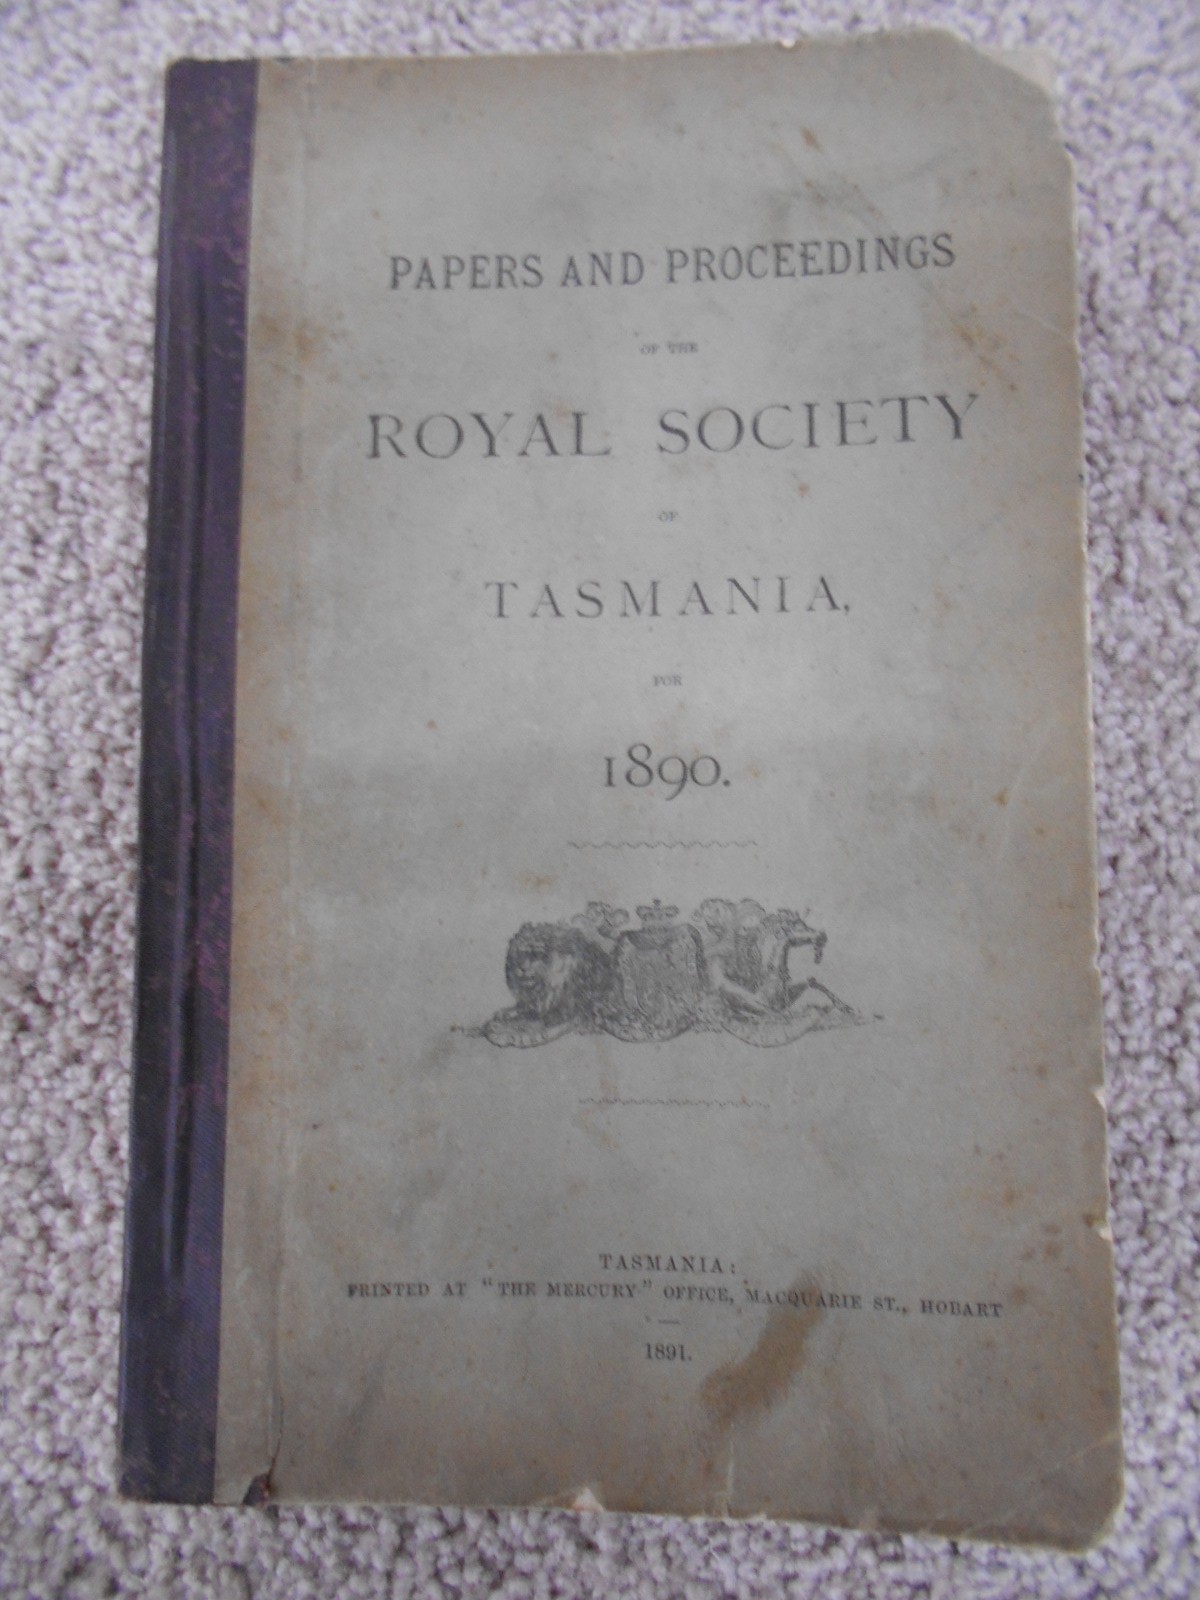 PAPERS AND PROCEEDINGS
OF THE
ROYAL SOCIETY
OF
TASMANIA,
FOR
1890.
TASMANIA:
PRINTED AT "THE MERCURY" OFFICE, MACQUARIE ST., HOBART
1891.